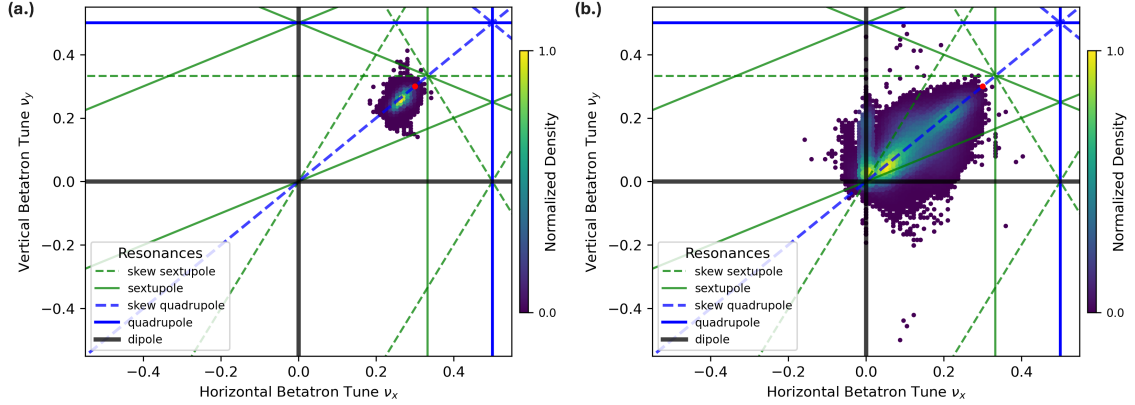 (a.)
0.4
0.2
0.0
−0.2
−0.4
Vertical Betatron Tune νy
Resonances
skew sextupole
sextupole
skew quadrupole
quadrupole
dipole
−0.4 −0.2 0.0 0.2 0.4
Horizontal Betatron Tune νx
1.0
0.0
Normalized Density
(b.)
0.4
0.2
0.0
−0.2
−0.4
Vertical Betatron Tune νy
Resonances
skew sextupole
sextupole
skew quadrupole
quadrupole
dipole
−0.4 −0.2 0.0 0.2 0.4
Horizontal Betatron Tune νx
1.0
0.0
Normalized Density